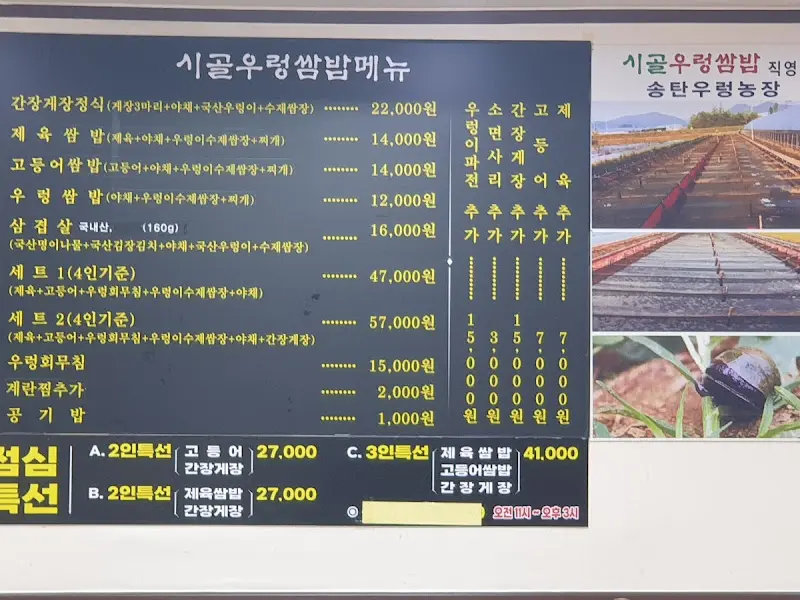 시골우렁쌈밥메뉴
간장게장정식(게장3마리+야채+국산우렁이+수제쌈장) ········ 22,000원
제육쌈밥(제육+야채+우렁이수제쌈장+찌개) ········ 14,000원
고등어쌈밥(고등어+야채+우렁이수제쌈장+찌개) ········ 14,000원
우렁쌈밥(야채+우렁이수제쌈장+찌개) ········ 12,000원
삼겹살 국내산, (160g) ········ 16,000원
(국산명이나물+국산김장김치+야채+국산우렁이+수제쌈장)
세트 1(4인기준) ········ 47,000원
(제육+고등어+우렁회무침+우렁이수제쌈장+야채)
세트 2(4인기준) ········ 57,000원
(제육+고등어+우렁회무침+우렁이수제쌈장+야채+간장게장)
우렁회무침 ········ 15,000원
계란찜추가 ········ 2,000원
공기밥 ········ 1,000원
우렁이파전 추가 ········ 15,000원
소면사리 추가 ········ 3,000원
간장게장 추가 ········ 15,000원
고등어 추가 ········ 7,000원
제육 추가 ········ 7,000원
점심
특선
A. 2인특선 고등어 간장게장 27,000
B. 2인특선 제육쌈밥 간장게장 27,000
C. 3인특선 제육쌈밥 고등어쌈밥 간장게장 41,000
오전 11시 ~ 오후 3시
시골우렁쌈밥 직영
송탄우렁농장